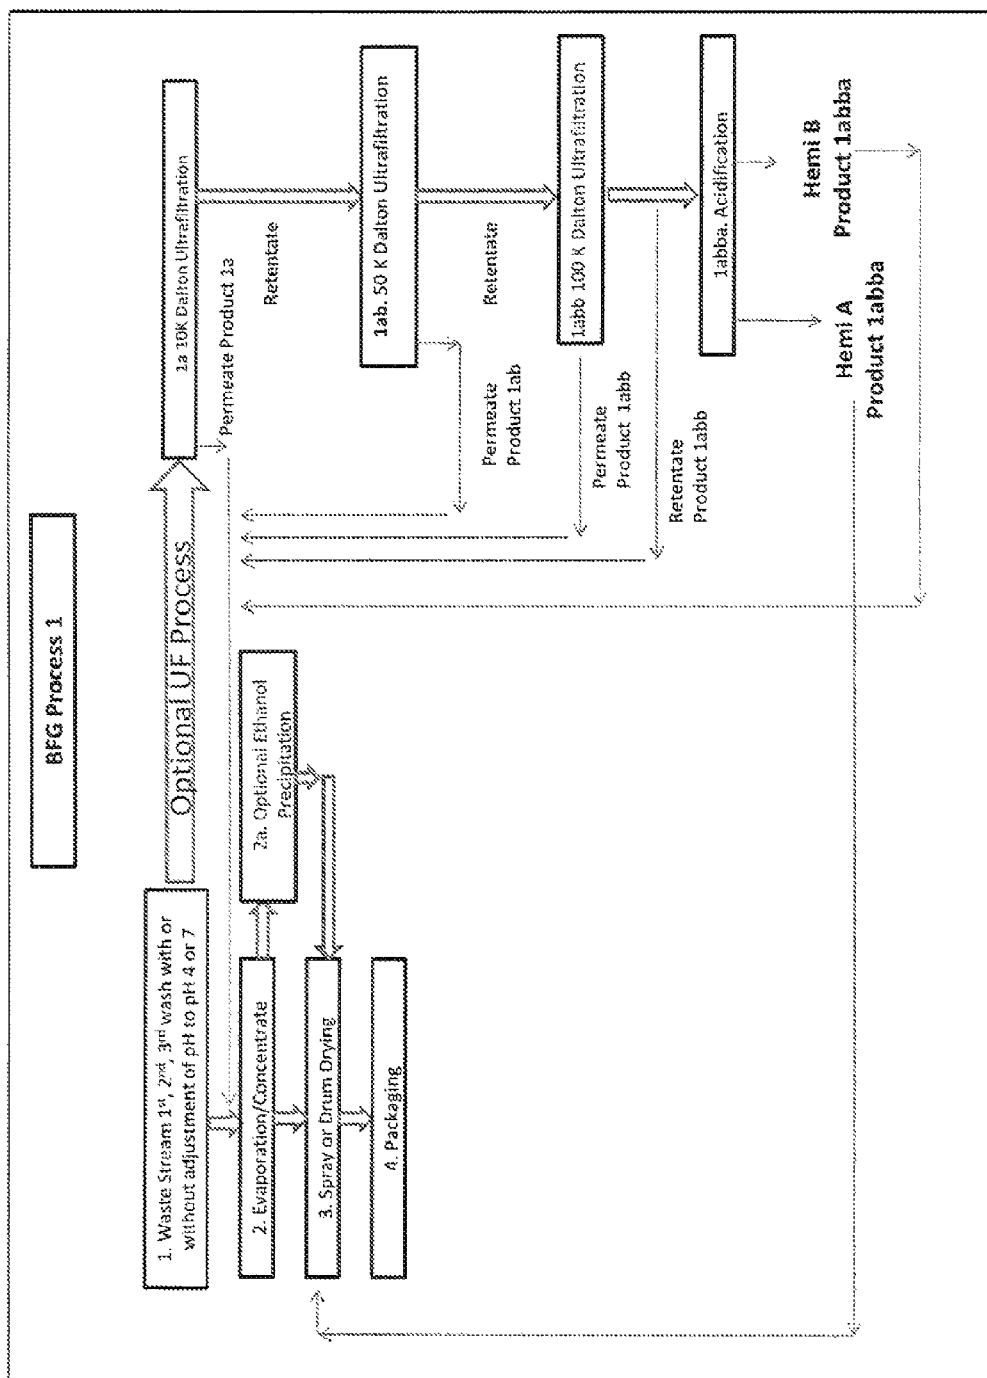 BFG Process 1
1. Waste Stream 1st, 2nd, 3rd wash with or
without adjustment of pH to pH 4 or 7
Optional UF Process
1a 10K Dalton Ultrafiltration
Permeate Product 1a
Retentate
2. Evaporation/Concentrate
2a. Optional Ethanol
Precipitation
3. Spray or Drum Drying
4. Packaging
1ab. 50 K Dalton Ultrafiltration
Permeate
Product 1ab
Retentate
1abb 100 K Dalton Ultrafiltration
Permeate
Product 1abb
Retentate
Product 1abb
1abba. Acidification
Hemi A
Product 1abba
Hemi B
Product 1abba